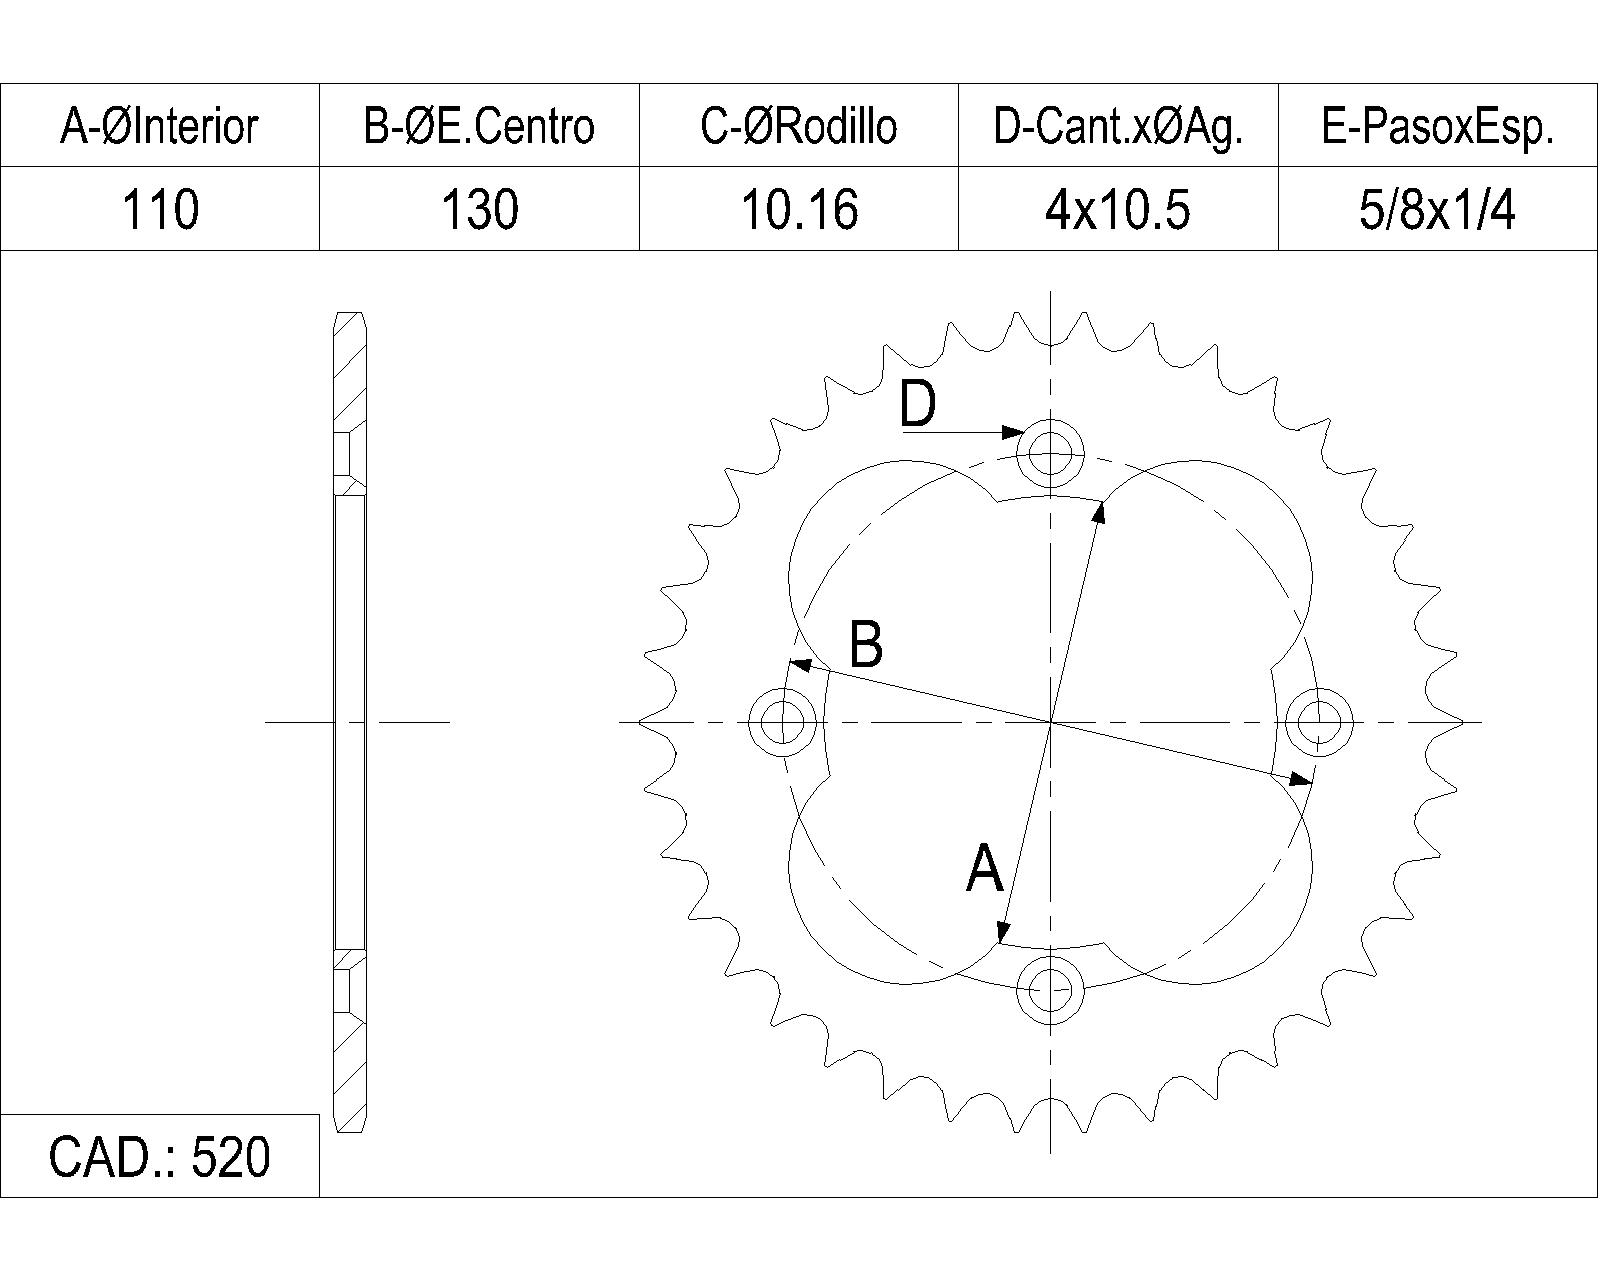 A-ØInterior B-ØE.Centro C-ØRodillo D-Cant.xØAg. E-PasoxEsp.
110 130 10.16 4x10.5 5/8x1/4
D
B
A
CAD.: 520